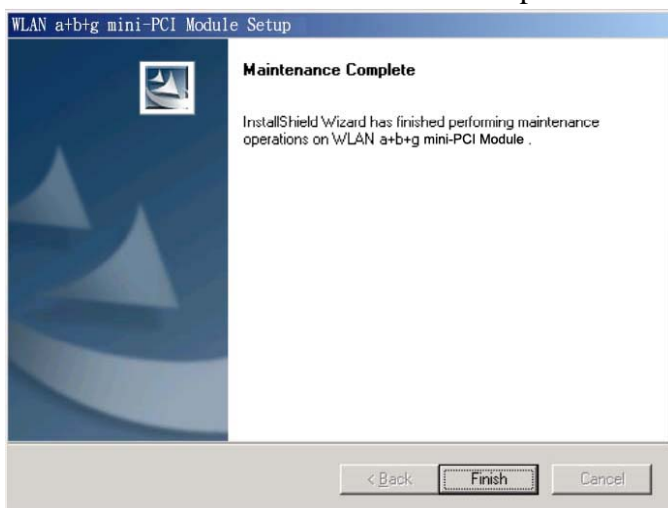 WLAN a+b+g mini-PCI Module Setup
Maintenance Complete
InstallShield Wizard has finished performing maintenance
operations on WLAN a+b+g mini-PCI Module .
< Back
Finish
Cancel